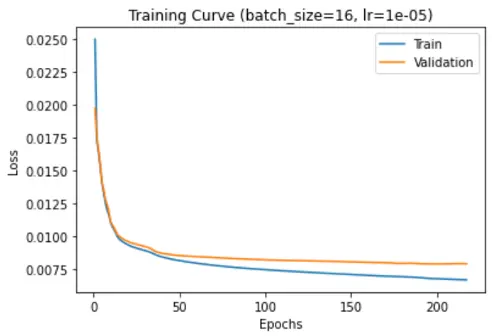 Training Curve (batch_size=16, lr=1e-05)
Train
Validation
0.0250
0.0225
0.0200
0.0175
0.0150
0.0125
0.0100
0.0075
Loss
0 50 100 150 200
Epochs